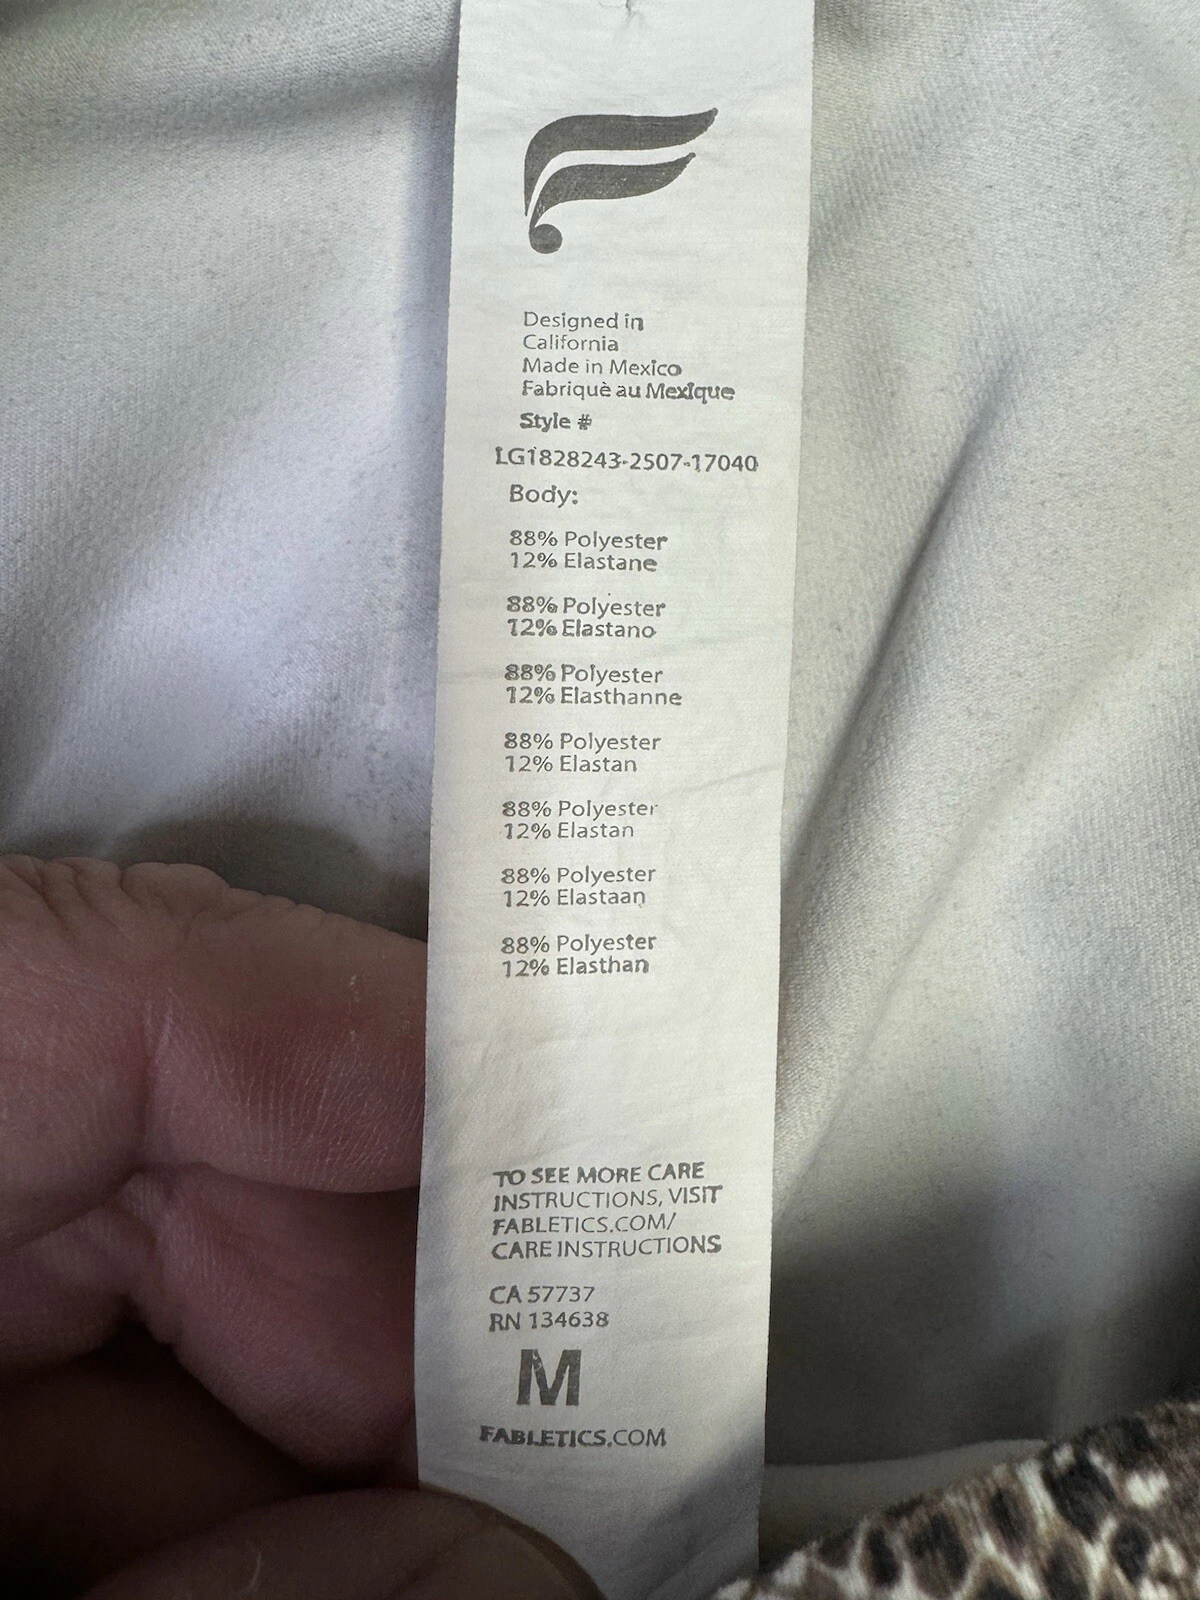 Designed in
California
Made in Mexico
Fabriquè au Mexique
Style #
LG1828243-2507-17040
Body:
88% Polyester
12% Elastane
88% Polyester
12% Elastano
88% Polyester
12% Elasthanne
88% Polyester
12% Elastan
88% Polyester
12% Elastan
88% Polyester
12% Elastaan
88% Polyester
12% Elasthan
TO SEE MORE CARE
INSTRUCTIONS, VISIT
FABLETICS.COM/
CARE INSTRUCTIONS
CA 57737
RN 134638
M
FABLETICS.COM